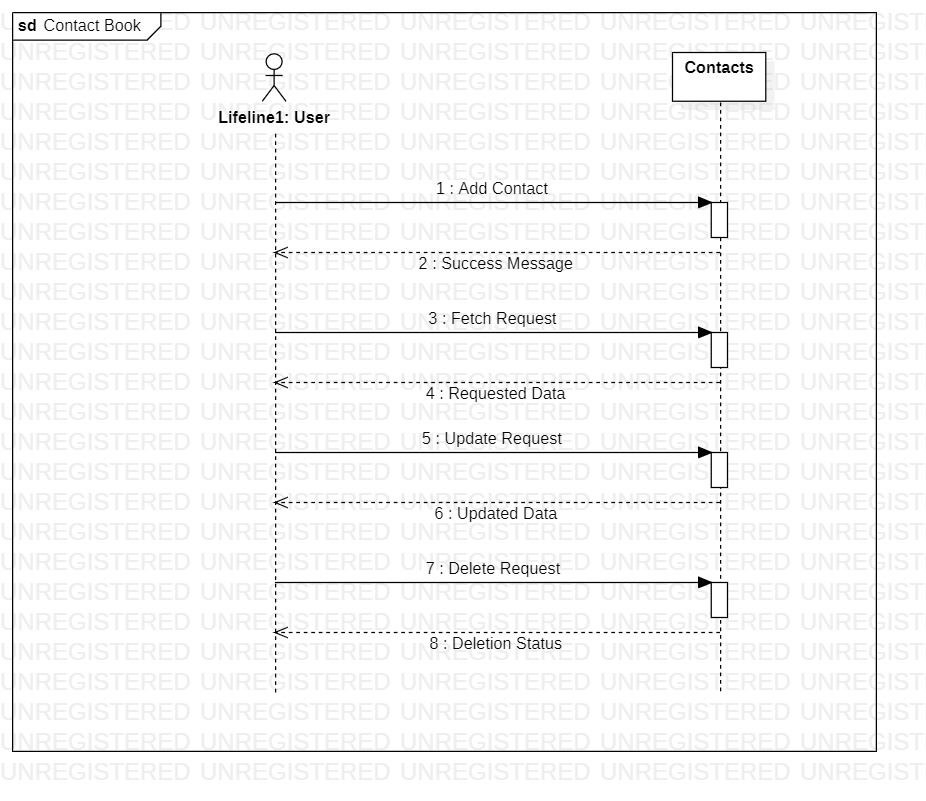 sd Contact Book
Lifeline1: User
Contacts
1 : Add Contact
2 : Success Message
3 : Fetch Request
4 : Requested Data
5 : Update Request
6 : Updated Data
7 : Delete Request
8 : Deletion Status
UNREGISTERED UNREGISTERED UNREGISTERED UNREGISTERED UNREGIST